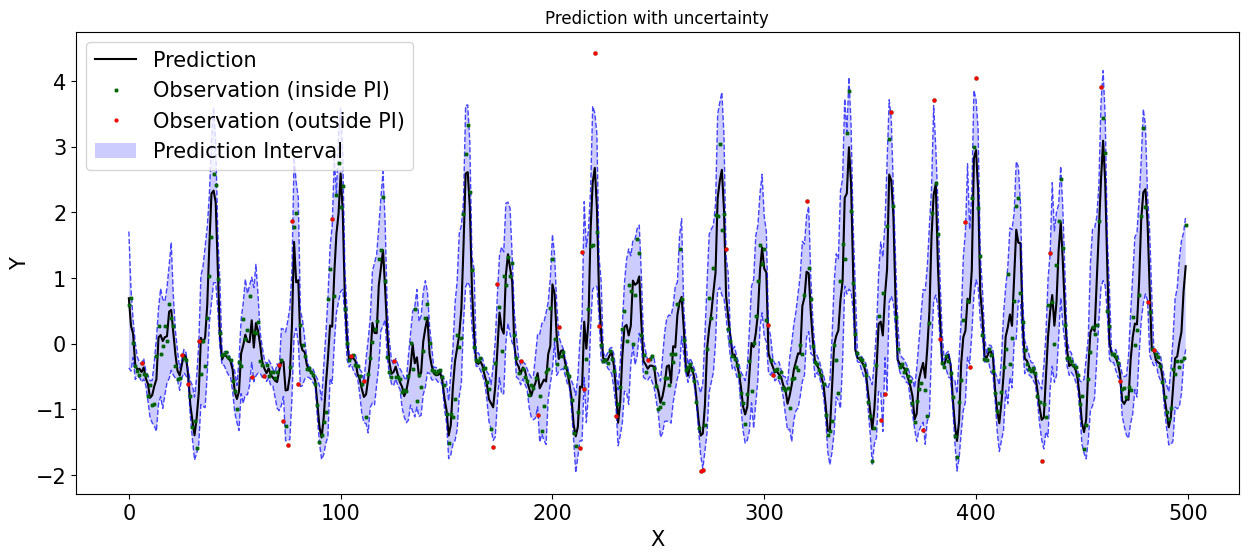 Prediction with uncertainty
Prediction
Observation (inside PI)
Observation (outside PI)
Prediction Interval
Y
4
3
2
1
0
−1
−2
0 100 200 300 400 500
X